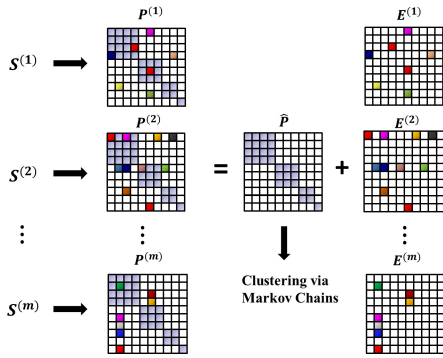 P⁽¹⁾ E⁽¹⁾
S⁽¹⁾
P⁽²⁾ P̂ E⁽²⁾
S⁽²⁾ = +
⋮ ⋮ ⋮
P⁽ᵐ⁾ E⁽ᵐ⁾
Clustering via
Markov Chains
S⁽ᵐ⁾